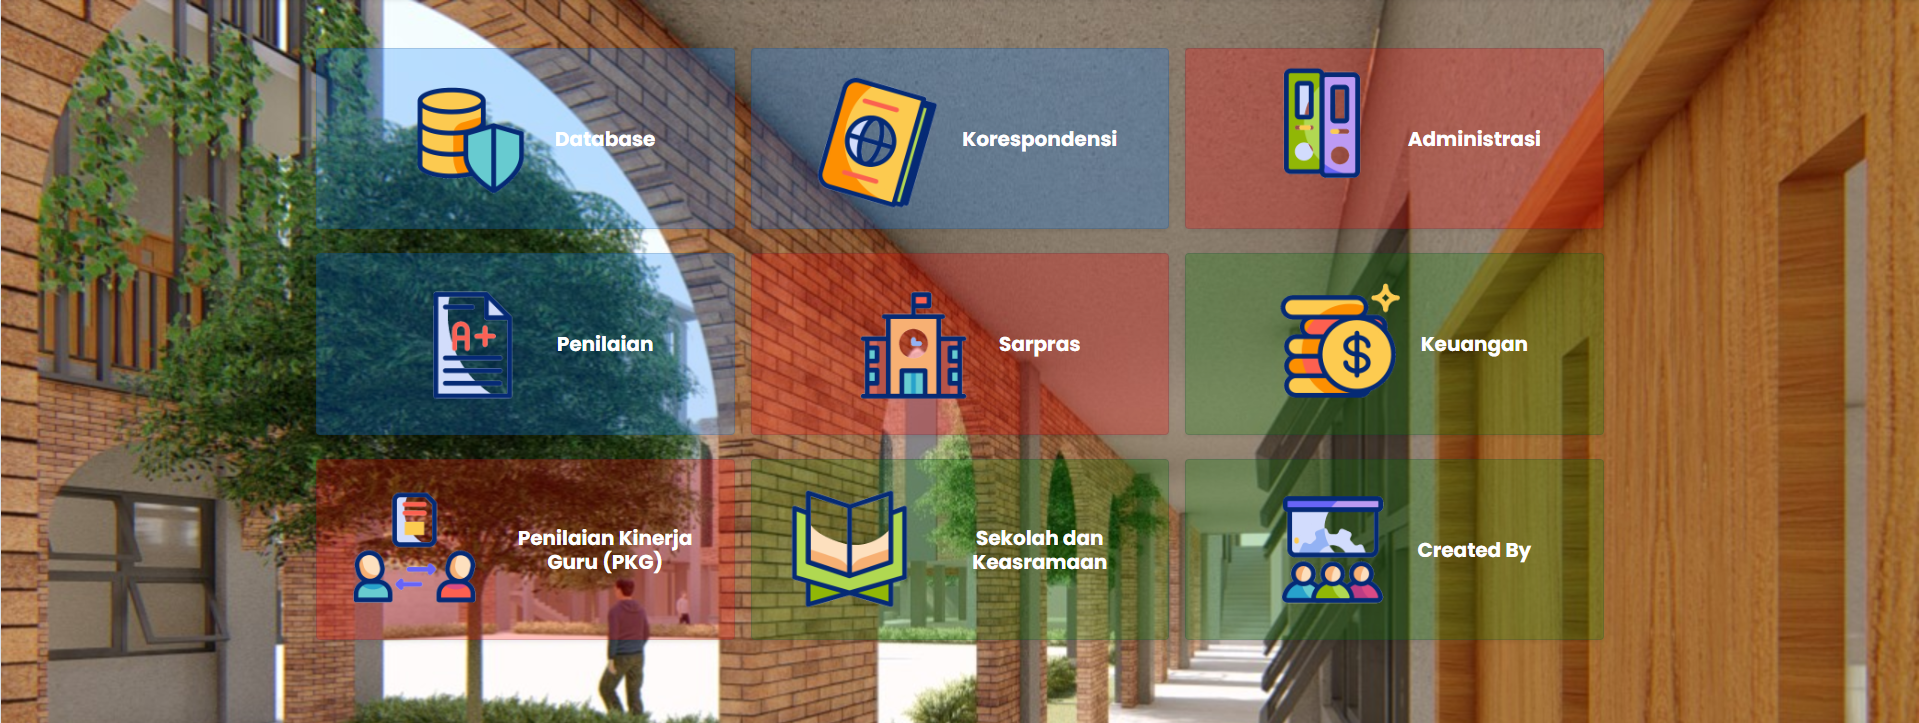 Database
Korespondensi
Administrasi
A+
Penilaian
Sarpras
$
Keuangan
Penilaian Kinerja
Guru (PKG)
Sekolah dan
Keasramaan
Created By